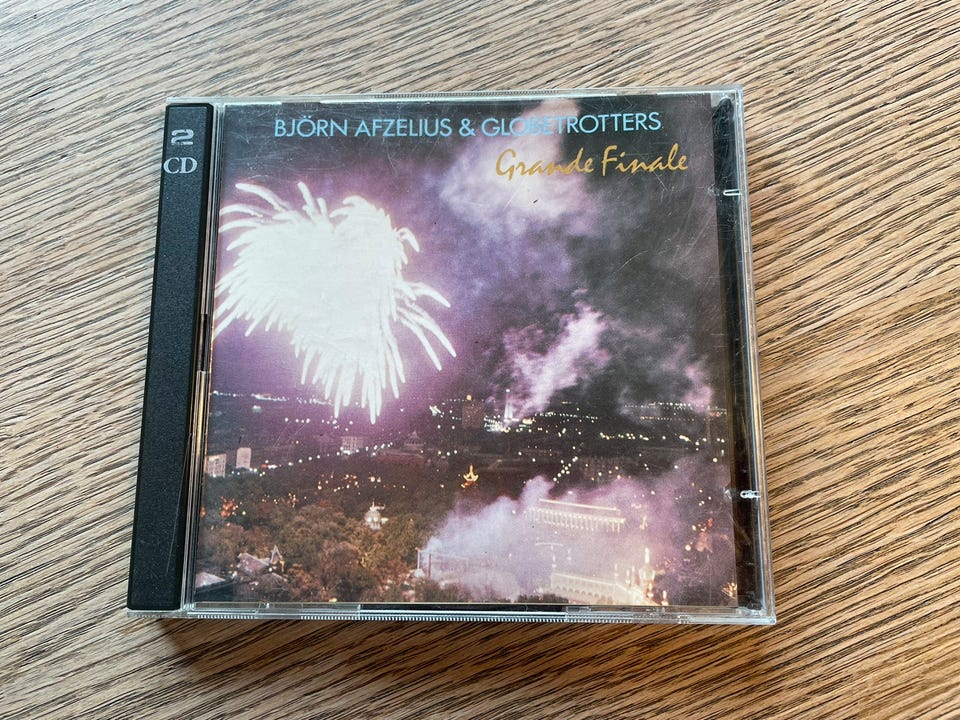 2
CD
BJÖRN AFZELIUS & GLOBETROTTERS
Grande Finale